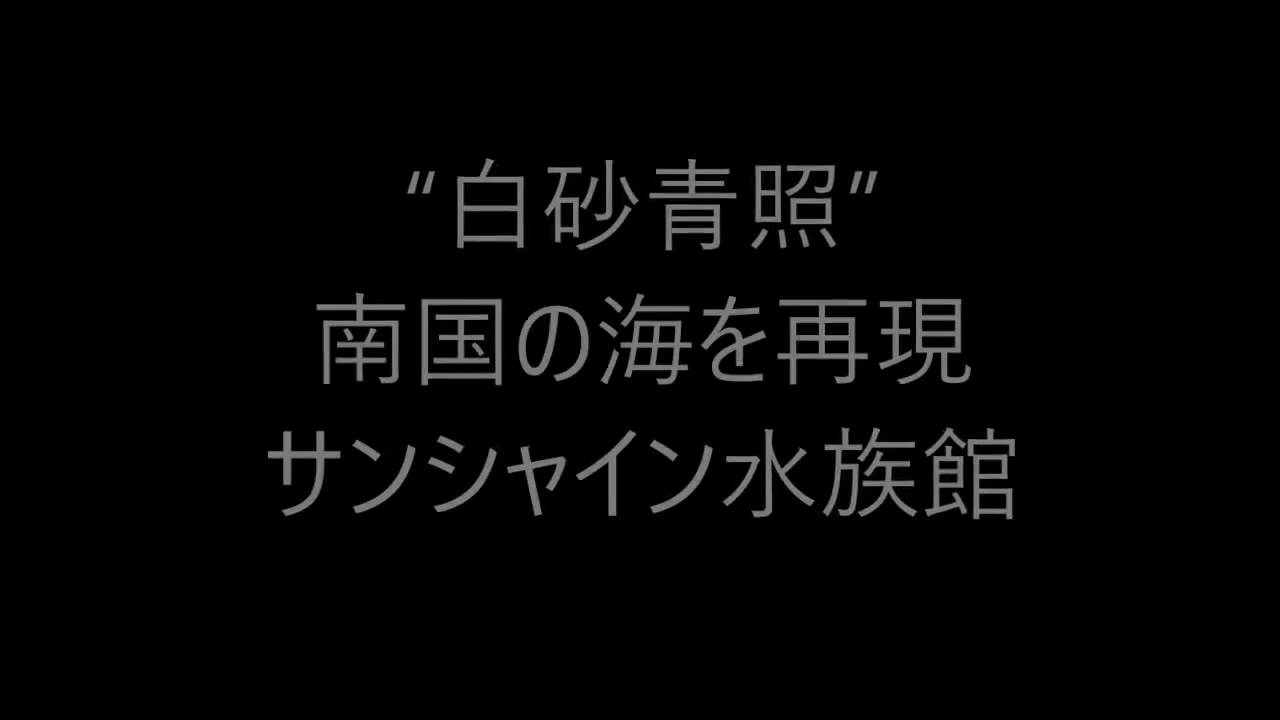 “白砂青照”
南国の海を再現
サンシャイン水族館